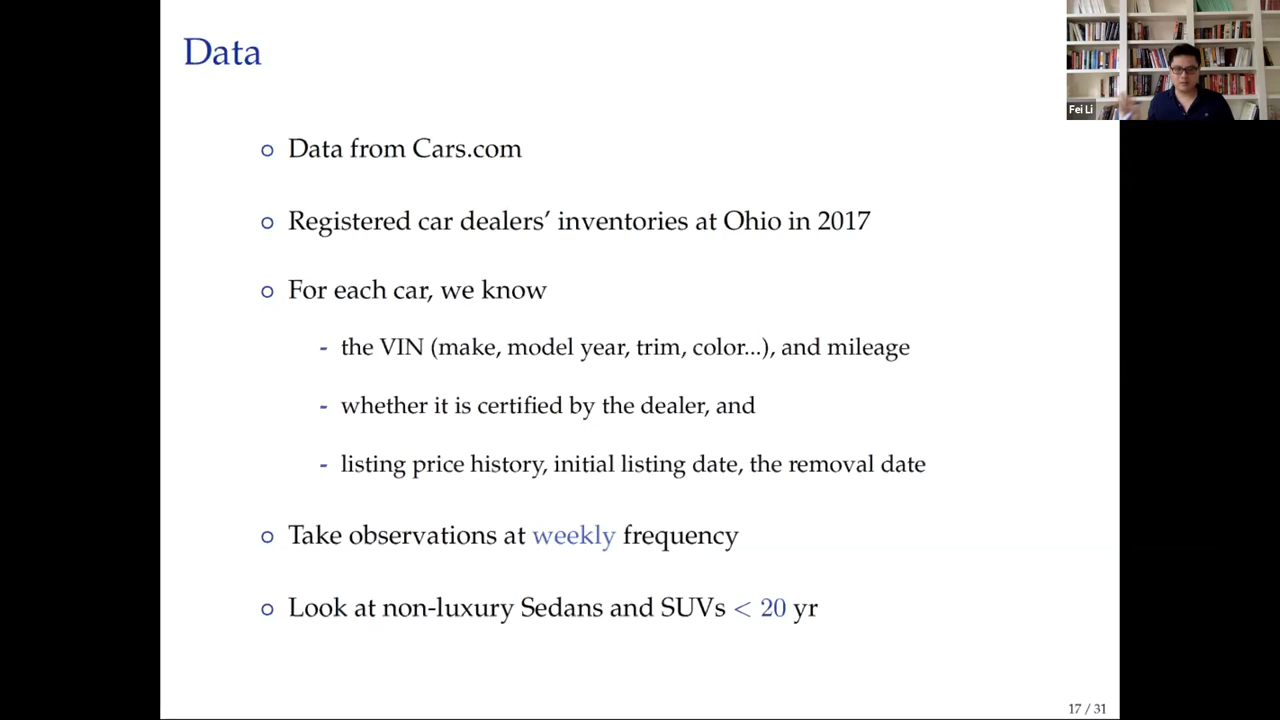 Data
Fei Li
Data from Cars.com
Registered car dealers’ inventories at Ohio in 2017
For each car, we know
- the VIN (make, model year, trim, color...), and mileage
- whether it is certified by the dealer, and
- listing price history, initial listing date, the removal date
Take observations at weekly frequency
Look at non-luxury Sedans and SUVs < 20 yr
17 / 31